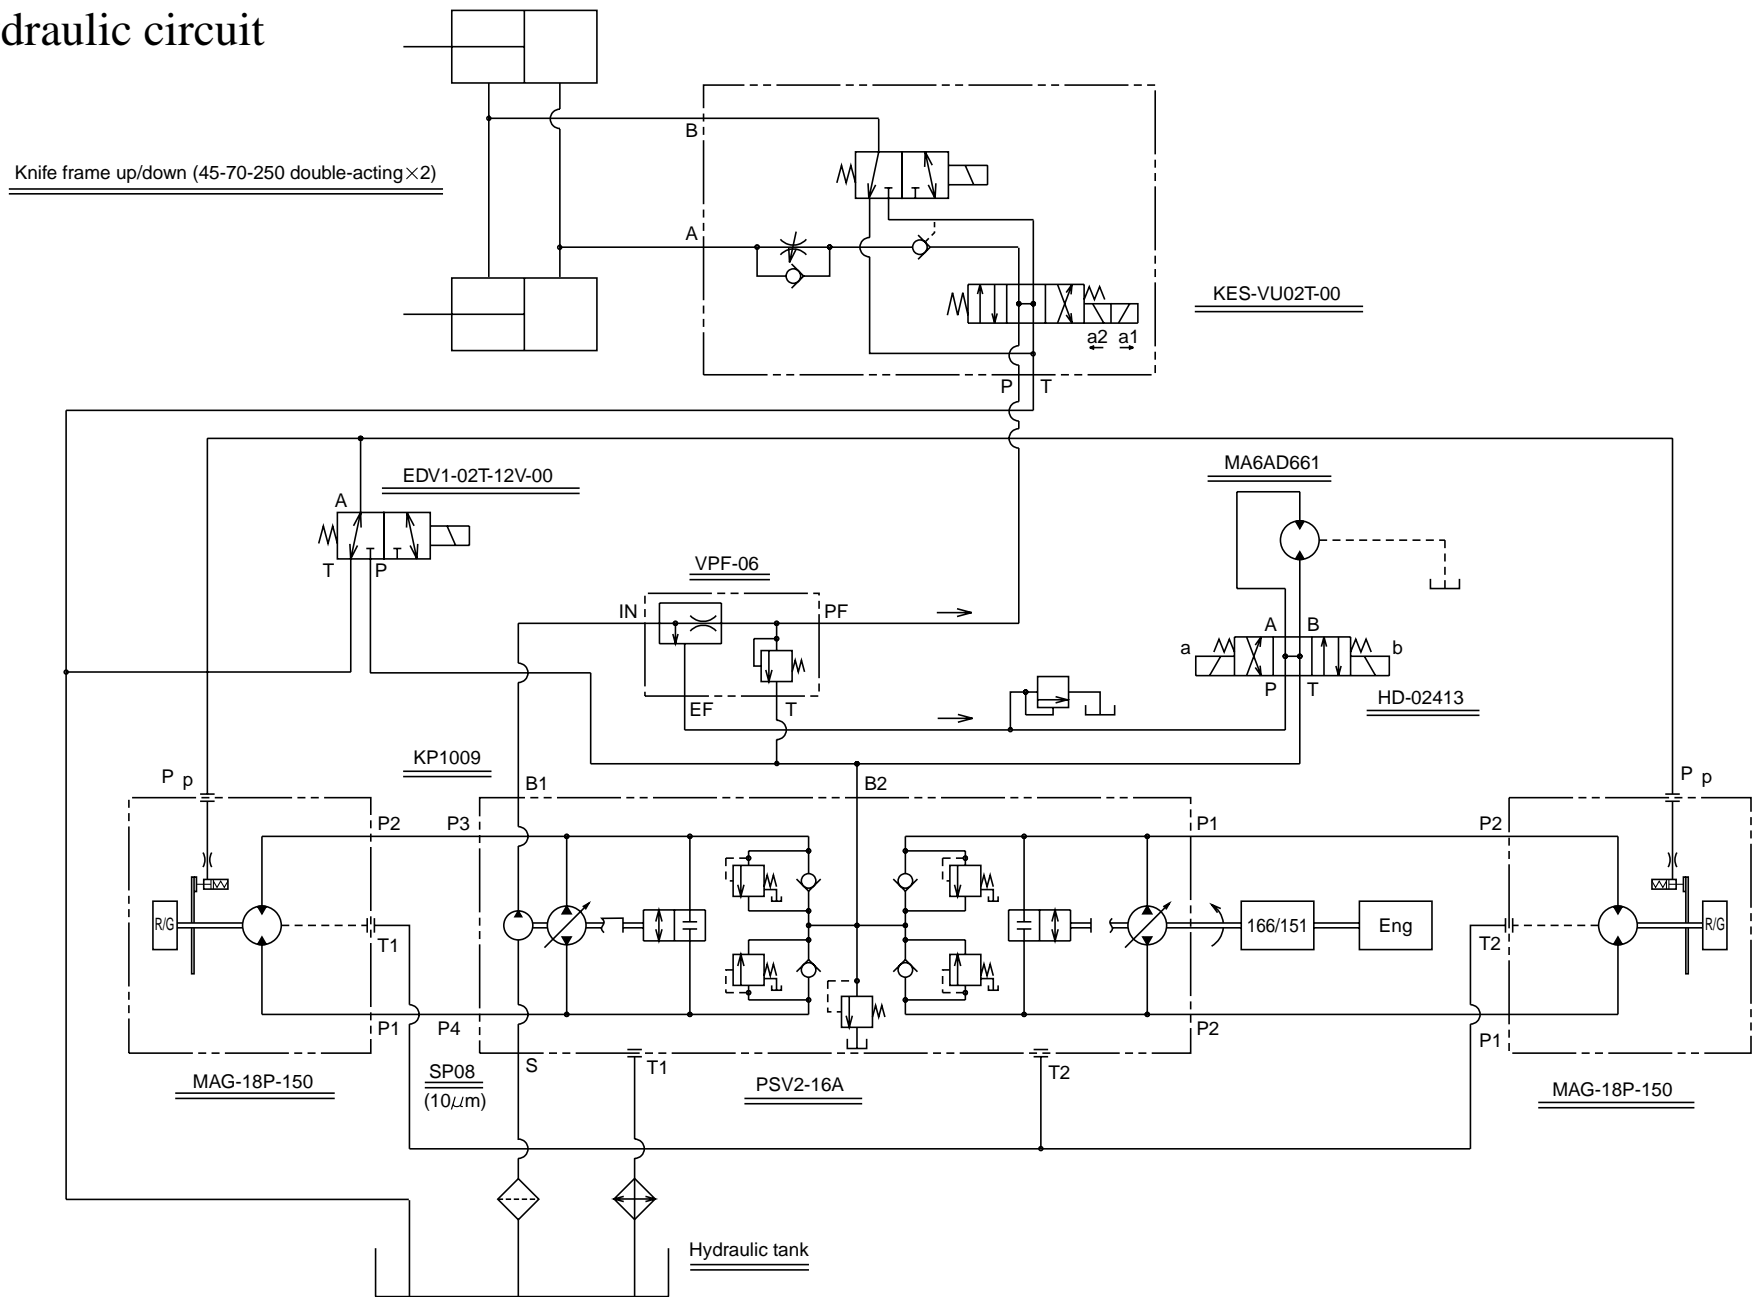 draulic circuit
B
Knife frame up/down (45-70-250 double-acting×2)
A
KES-VU02T-00
a2 a1
P T
MA6AD661
EDV1-02T-12V-00
A
T P
VPF-06
IN PF
A B
a b
P T
HD-02413
EF T
KP1009
P p B1 B2 P p
P2 P3 P1 P2
R/G T1 166/151 Eng T2 R/G
P1 P4 P2 P1
S T1 T2
MAG-18P-150 SP08 PSV2-16A MAG-18P-150
(10μm)
Hydraulic tank